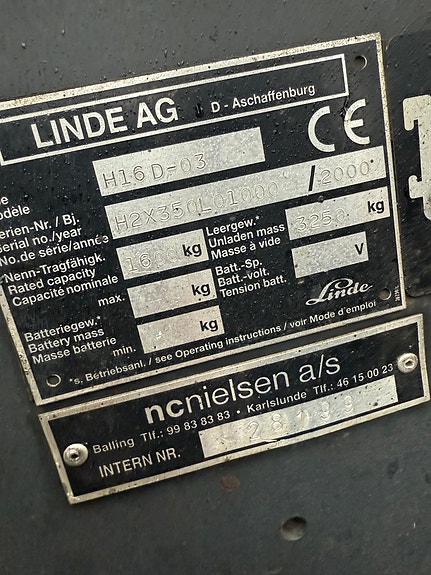 LINDE AG D - Aschaffenburg
CE
H16D-03
odèle
erien-Nr. / Bj.
erial no./year
No. de série/année
H2X350L01000 / 2000
Nenn-Tragfähigk.
Rated capacity
Capacité nominale
1600 kg
Leergew.*
Unladen mass
Masse à vide
3250 kg
Batteriegew.*
Battery mass
Masse batterie
max. kg
min. kg
Batt.-Sp.
Batt.-volt.
Tension batt.
V
Linde
*s. Betriebsanl. / see Operating instructions / voir Mode d'emploi
ncnielsen a/s
Balling Tlf.: 99 83 83 83 • Karlslunde Tlf.: 46 15 00 23
INTERN NR.